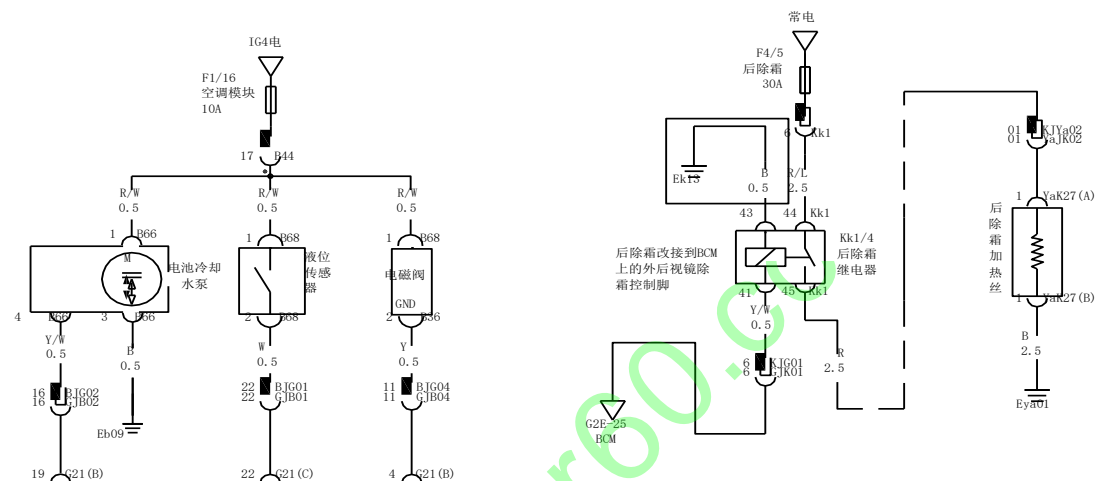 IG4电
F1/16
空调模块
10A
17 B44
R/W
0.5
R/W
0.5
R/W
0.5
1 B66
1 B68
1 B68
M
电池冷却
水泵
液位
传感
器
电磁阀
GND
4 B66
3 B66
2 B68
2 B36
Y/W
0.5
B
0.5
W
0.5
Y
0.5
16 BJG02
16 GJB02
22 BJG01
22 GJB01
11 BJG04
11 GJB04
Eb09
19 G21(B)
22 G21(C)
4 G21(B)
常电
F4/5
后除霜
30A
6 Kk1
Ek13
B
0.5
R/L
2.5
43
44 Kk1
后除霜改接到BCM
上的外后视镜除
霜控制脚
Kk1/4
后除霜
继电器
41
45 Kk1
Y/W
0.5
R
2.5
6 KJG01
6 GJK01
G2E-25
BCM
01 KJYa02
01 YaJK02
1 YaK27(A)
后除霜加热丝
1 YaK27(B)
B
2.5
Eya01
r60.co